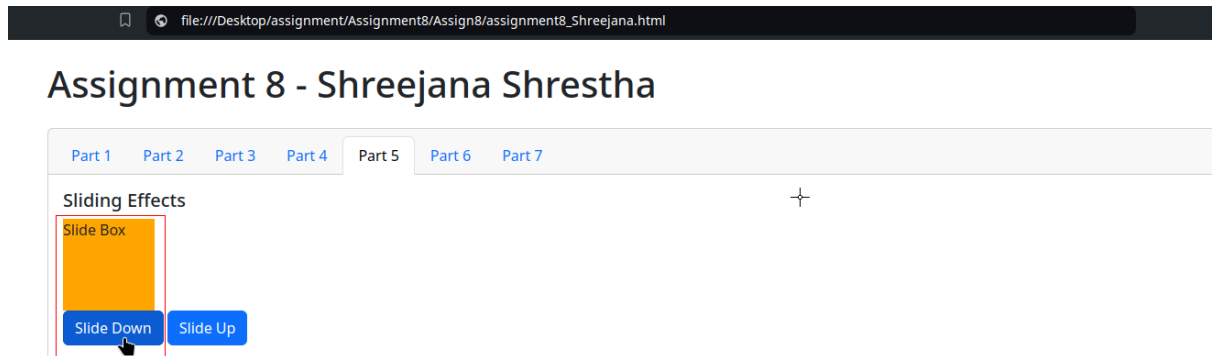 file:///Desktop/assignment/Assignment8/Assign8/assignment8_Shreejana.html
Assignment 8 - Shreejana Shrestha
Part 1 Part 2 Part 3 Part 4 Part 5 Part 6 Part 7
Sliding Effects
Slide Box
Slide Down Slide Up